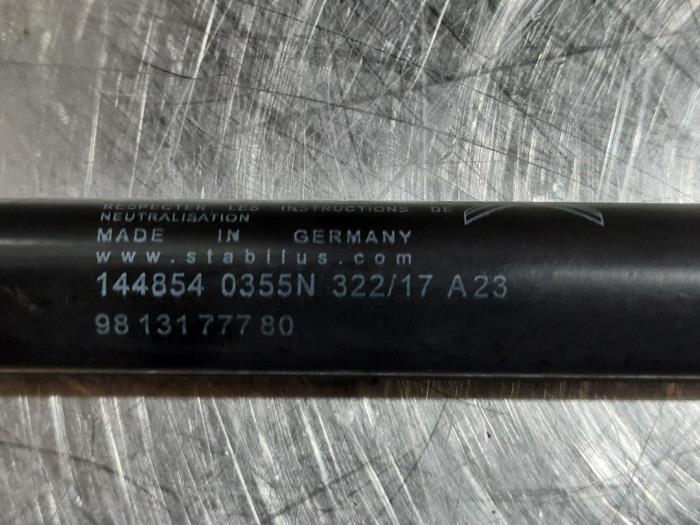 RESPECTER LES INSTRUCTIONS DE
NEUTRALISATION
MADE IN GERMANY
www.stabilus.com
144854 0355N 322/17 A23
98 131 777 80